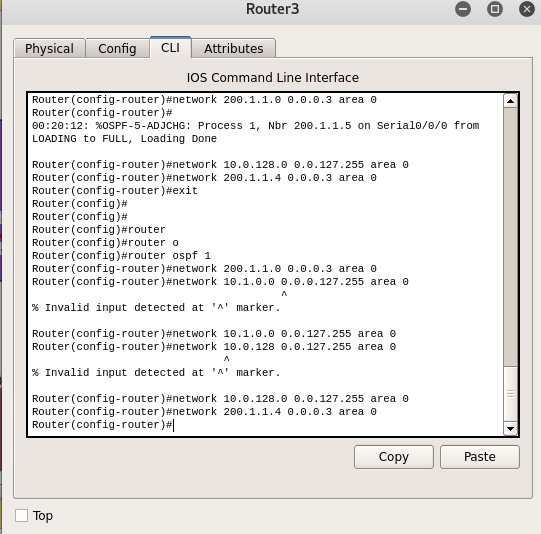 Router3
Physical
Config
CLI
Attributes
IOS Command Line Interface
Router(config-router)#network 200.1.1.0 0.0.0.3 area 0
Router(config-router)#
00:20:12: %OSPF-5-ADJCHG: Process 1, Nbr 200.1.1.5 on Serial0/0/0 from
LOADING to FULL, Loading Done
Router(config-router)#network 10.0.128.0 0.0.127.255 area 0
Router(config-router)#network 200.1.1.4 0.0.0.3 area 0
Router(config-router)#exit
Router(config)#
Router(config)#
Router(config)#router
Router(config)#router o
Router(config)#router ospf 1
Router(config-router)#network 200.1.1.0 0.0.0.3 area 0
Router(config-router)#network 10.1.0.0 0.0.0.127.255 area 0
^
% Invalid input detected at '^' marker.
Router(config-router)#network 10.1.0.0 0.0.127.255 area 0
Router(config-router)#network 10.0.128 0.0.127.255 area 0
^
% Invalid input detected at '^' marker.
Router(config-router)#network 10.0.128.0 0.0.127.255 area 0
Router(config-router)#network 200.1.1.4 0.0.0.3 area 0
Router(config-router)#
Copy
Paste
Top